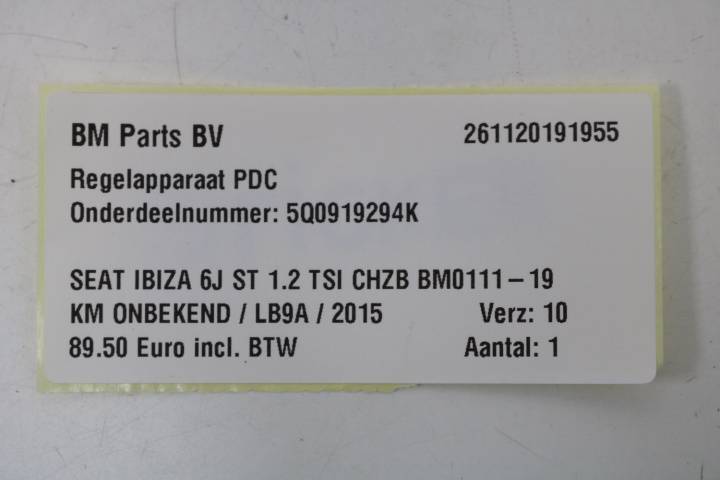 BM Parts BV 261120191955
Regelapparaat PDC
Onderdeelnummer: 5Q0919294K
SEAT IBIZA 6J ST 1.2 TSI CHZB BM0111-19
KM ONBEKEND / LB9A / 2015 Verz: 10
89.50 Euro incl. BTW Aantal: 1